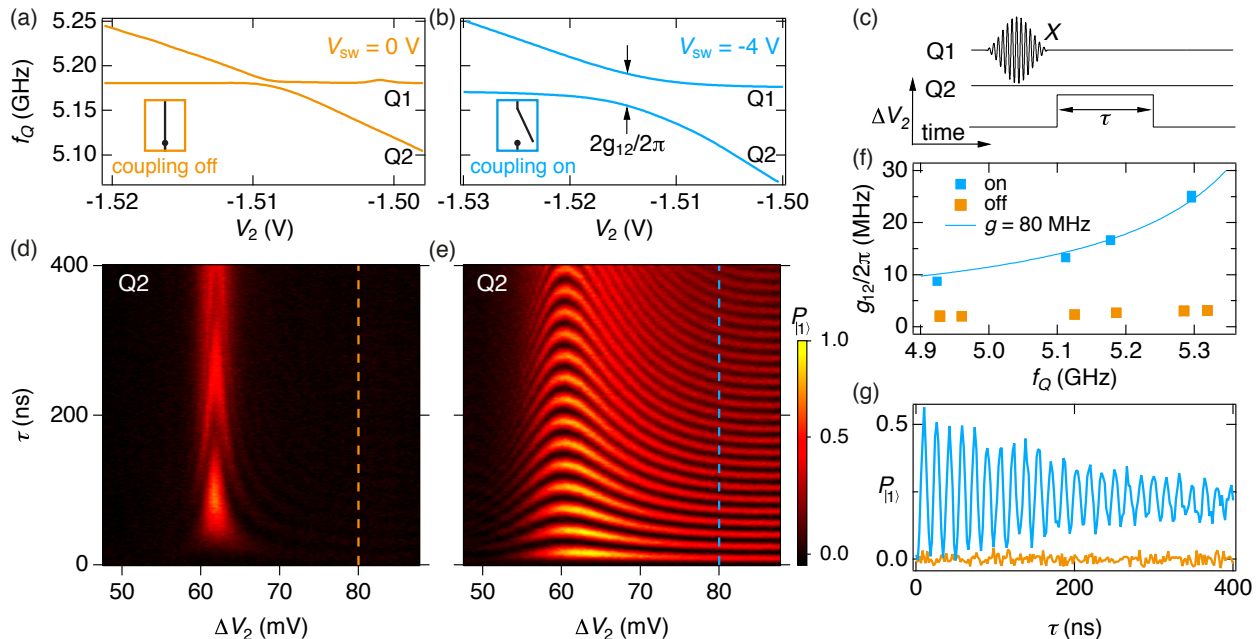 (a)
5.25
5.20
5.15
5.10
f_Q (GHz)
V_sw = 0 V
Q1
Q2
coupling off
-1.52
-1.51
-1.50
V_2 (V)
(b)
V_sw = -4 V
Q1
Q2
2g_12/2π
coupling on
-1.53
-1.52
-1.51
-1.50
V_2 (V)
(c)
Q1
X
Q2
ΔV_2
time
τ
(d)
400
200
0
τ (ns)
Q2
50
60
70
80
ΔV_2 (mV)
(e)
Q2
50
60
70
80
ΔV_2 (mV)
P_|1⟩
1.0
0.5
0.0
(f)
30
20
10
0
g_12/2π (MHz)
on
off
g = 80 MHz
4.9
5.0
5.1
5.2
5.3
f_Q (GHz)
(g)
0.5
P_|1⟩
0.0
0
200
400
τ (ns)